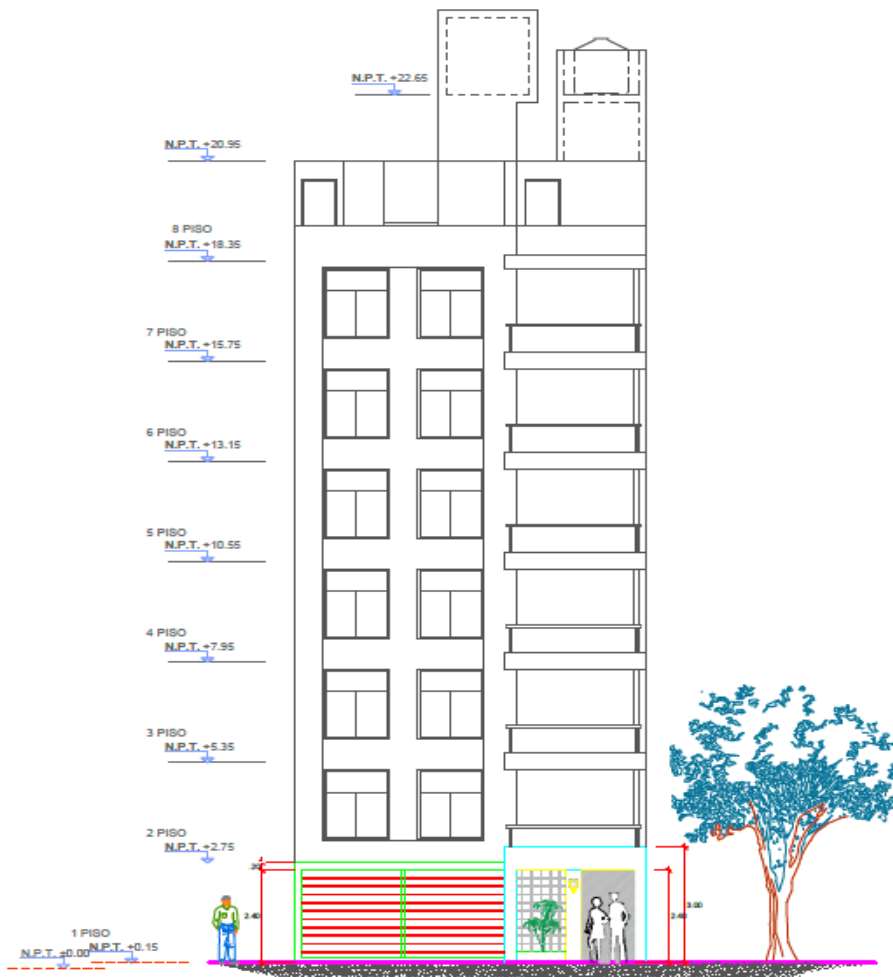 N.P.T. +22.65
N.P.T. +20.95
8 PISO
N.P.T. +18.35
7 PISO
N.P.T. +15.75
6 PISO
N.P.T. +13.15
5 PISO
N.P.T. +10.55
4 PISO
N.P.T. +7.95
3 PISO
N.P.T. +5.35
2 PISO
N.P.T. +2.75
.20
2.40
3.00
2.40
1 PISO
N.P.T. +0.00 N.P.T. +0.15